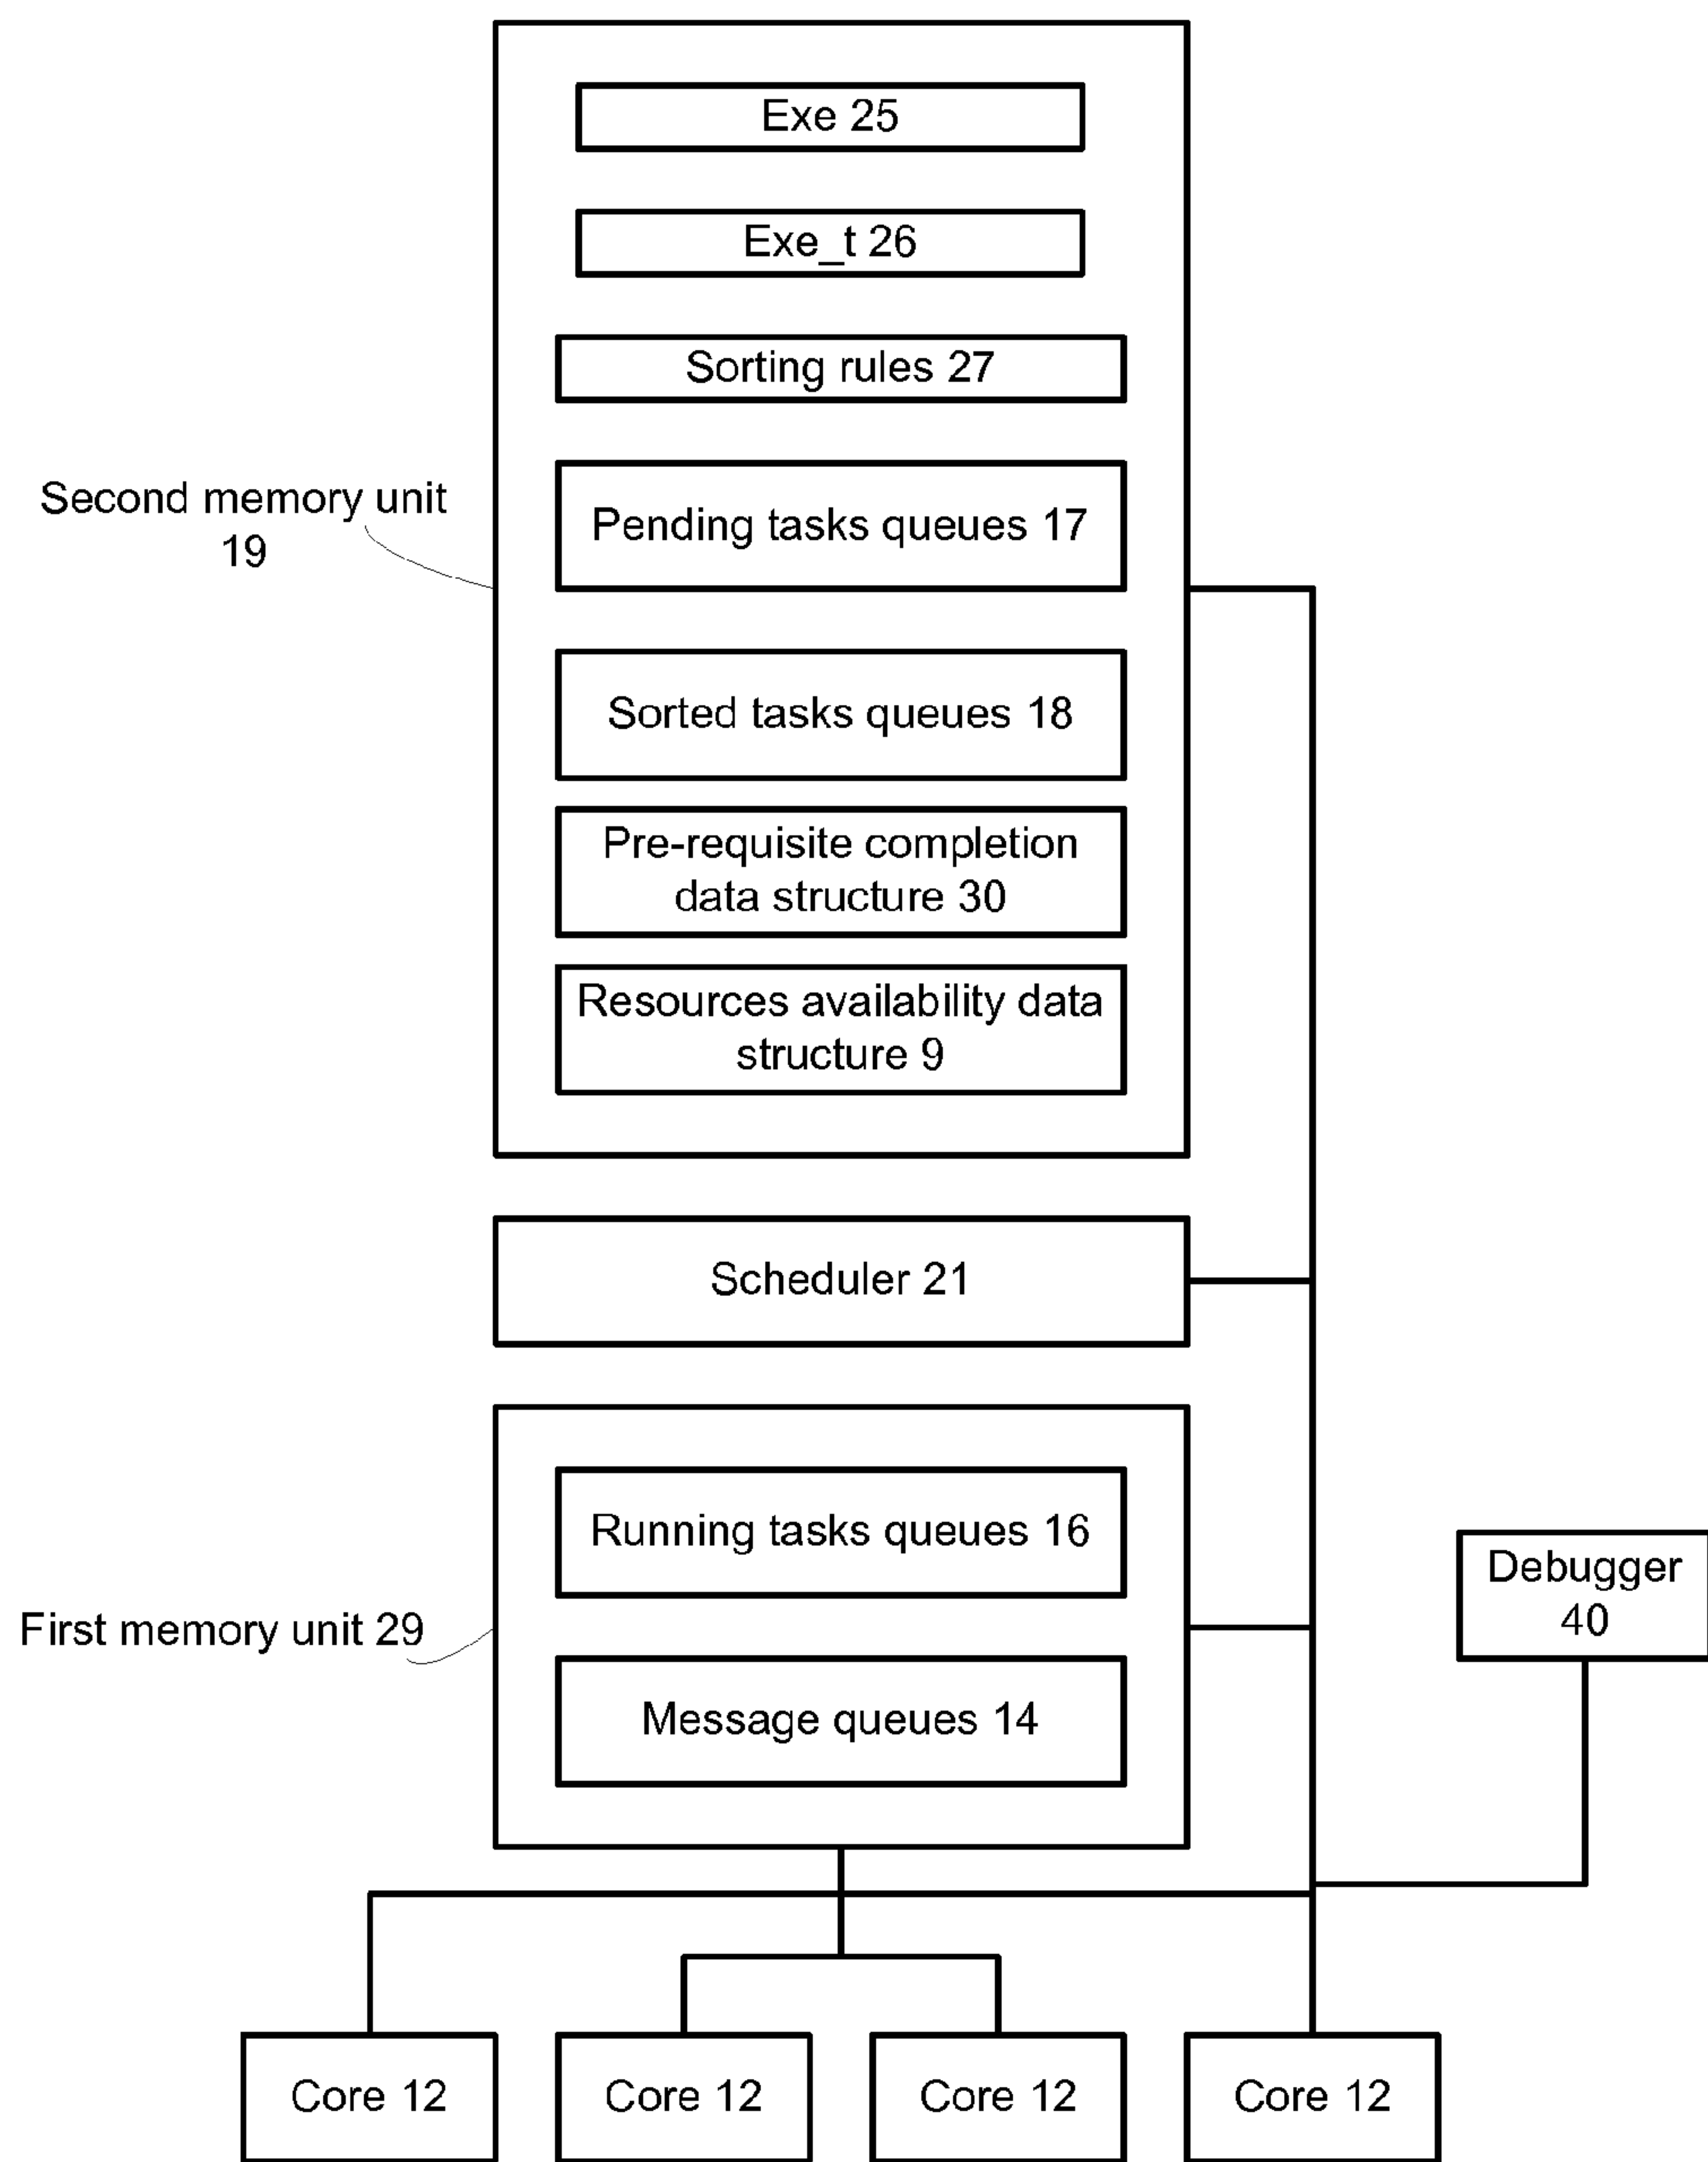 Exe 25
Exe_t 26
Sorting rules 27
Second memory unit
19
Pending tasks queues 17
Sorted tasks queues 18
Pre-requisite completion
data structure 30
Resources availability data
structure 9
Scheduler 21
Running tasks queues 16
Debugger
40
First memory unit 29
Message queues 14
Core 12
Core 12
Core 12
Core 12